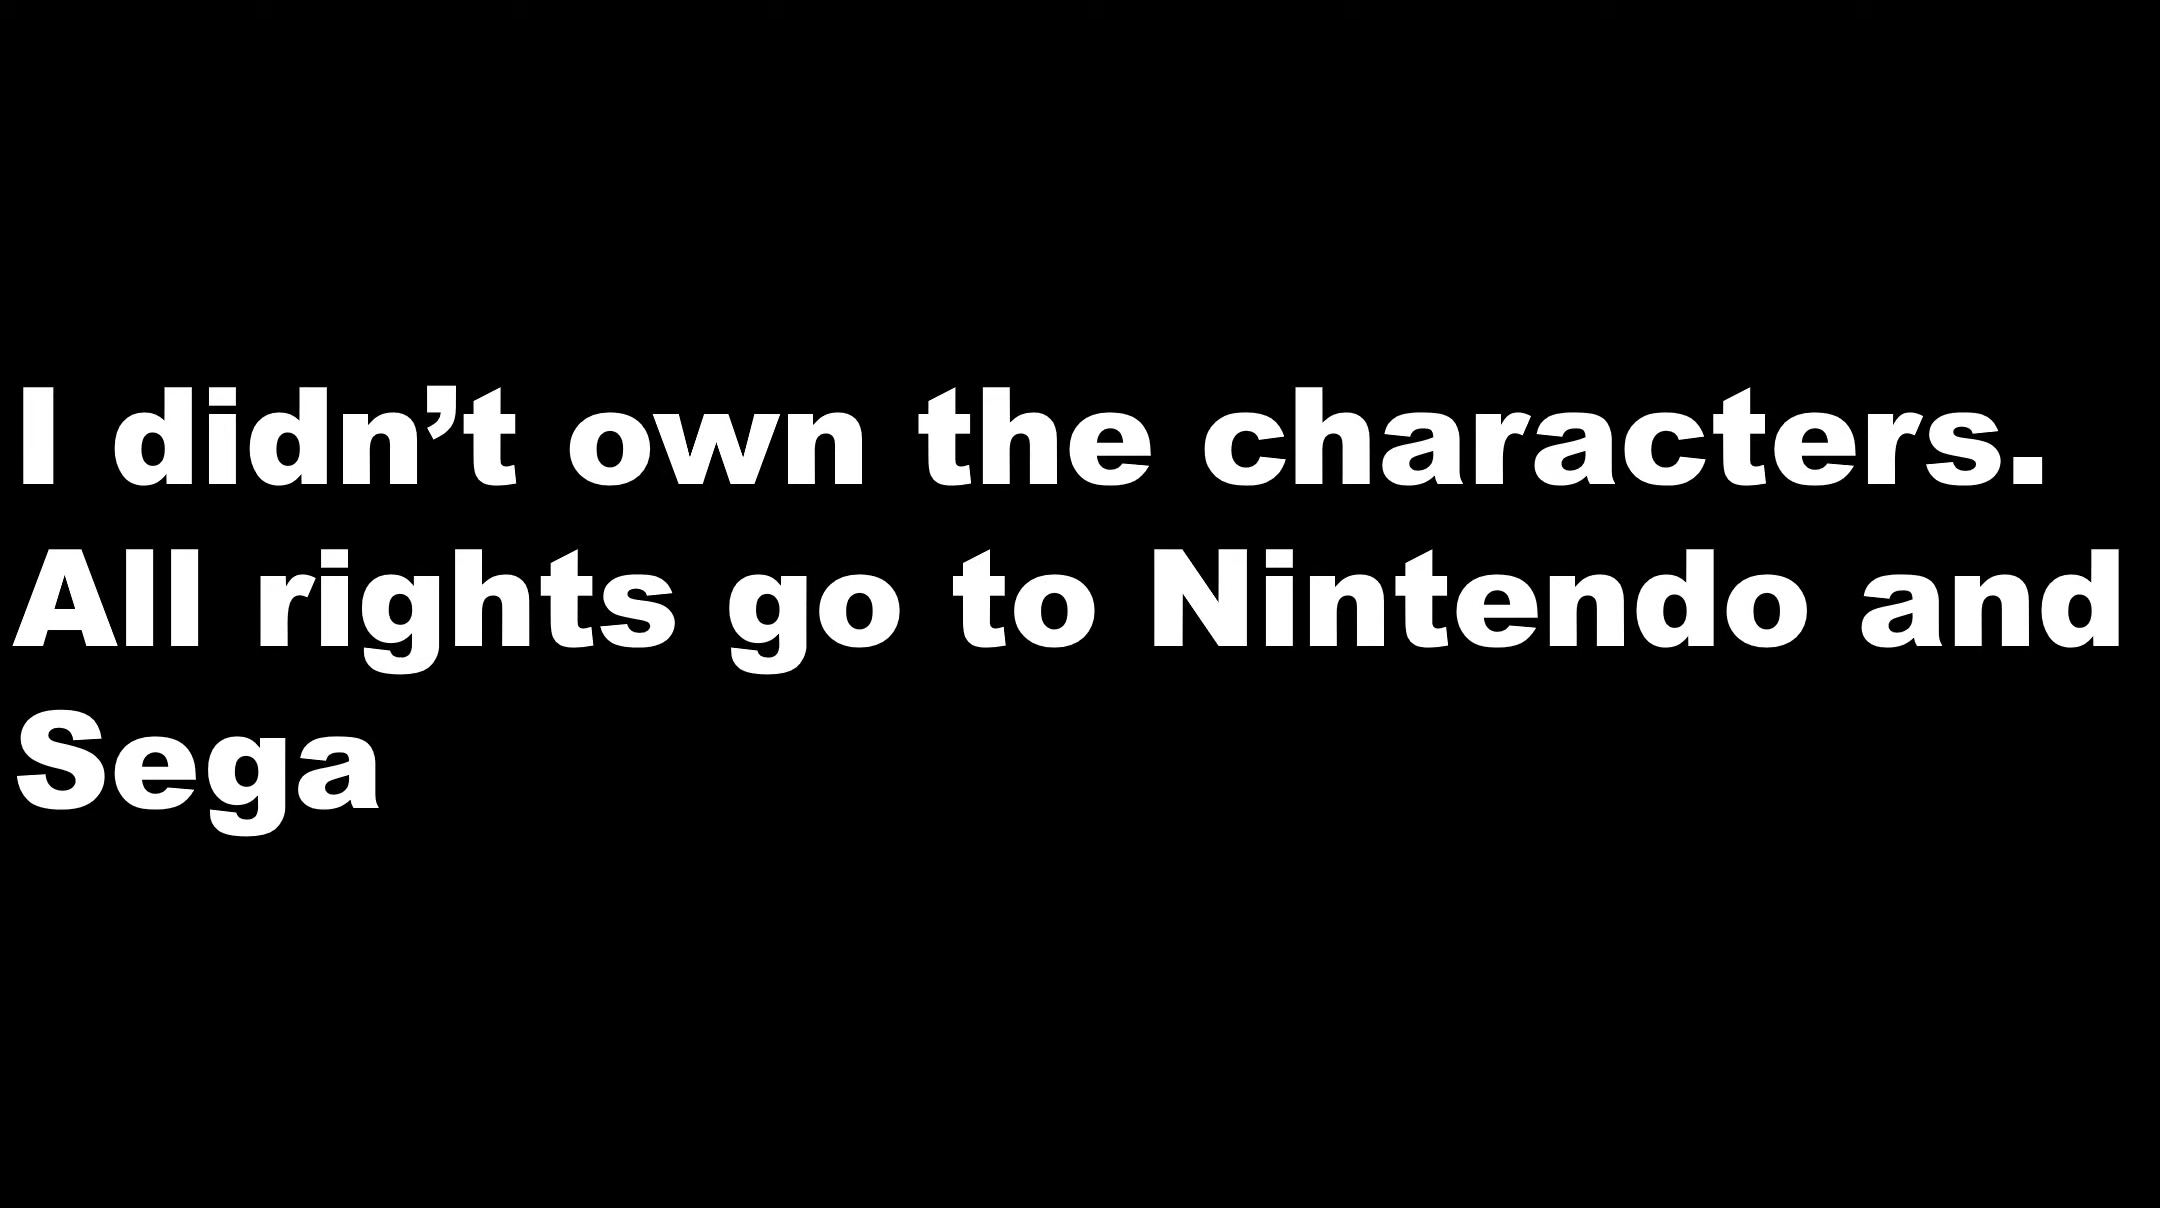 I didn’t own the characters.
All rights go to Nintendo and
Sega